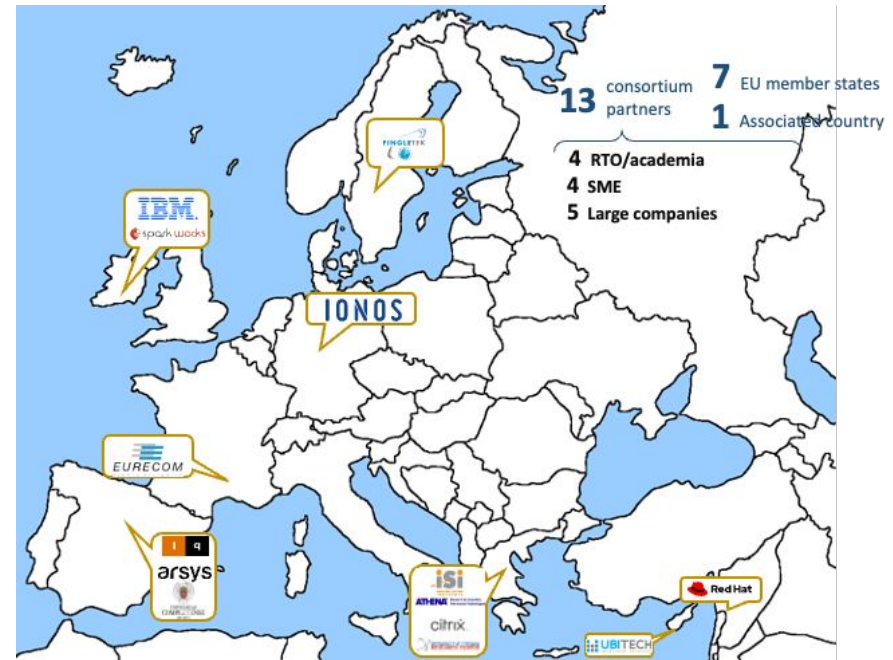 13 consortium partners
7 EU member states
1 Associated country
4 RTO/academia
4 SME
5 Large companies
FINGLETEK
IBM
spark works
IONOS
EURECOM
i q
arsys
COMPLUTENSE
iSi
ATHENA
citrix
Red Hat
UBITECH